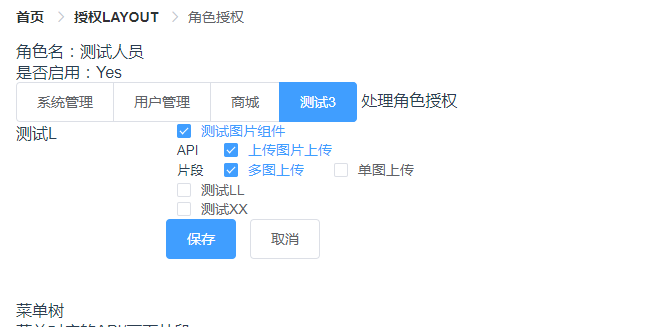 首页 > 授权LAYOUT > 角色授权
角色名：测试人员
是否启用：Yes
系统管理 用户管理 商城 测试3 处理角色授权
测试L 测试图片组件
API 上传图片上传
片段 多图上传 单图上传
测试LL
测试XX
保存 取消
菜单树